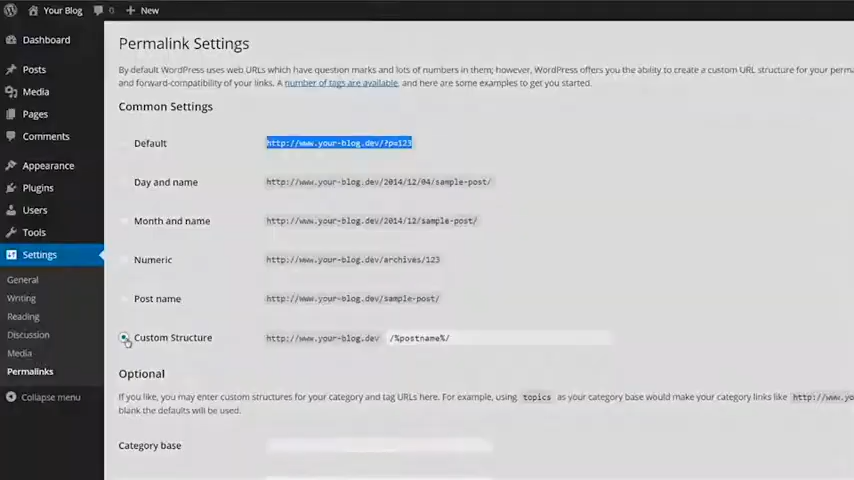 Your Blog 0 + New
Dashboard
Posts
Media
Pages
Comments
Appearance
Plugins
Users
Tools
Settings
General
Writing
Reading
Discussion
Media
Permalinks
Collapse menu
Permalink Settings
By default WordPress uses web URLs which have question marks and lots of numbers in them; however, WordPress offers you the ability to create a custom URL structure for your perma
and forward-compatibility of your links. A number of tags are available, and here are some examples to get you started.
Common Settings
Default http://www.your-blog.dev/?p=123
Day and name http://www.your-blog.dev/2014/12/04/sample-post/
Month and name http://www.your-blog.dev/2014/12/sample-post/
Numeric http://www.your-blog.dev/archives/123
Post name http://www.your-blog.dev/sample-post/
Custom Structure http://www.your-blog.dev /%postname%/
Optional
If you like, you may enter custom structures for your category and tag URLs here. For example, using topics as your category base would make your category links like http://www.yo
blank the defaults will be used.
Category base